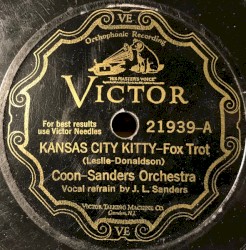 VE
Orthophonic Recording
"HIS MASTER'S VOICE"
VICTOR
For best results
use Victor Needles
21939-A
KANSAS CITY KITTY-Fox Trot
(Leslie-Donaldson)
Coon-Sanders Orchestra
Vocal refrain by J. L. Sanders
VICTOR TALKING MACHINE CO.
Camden, N.J.
VE